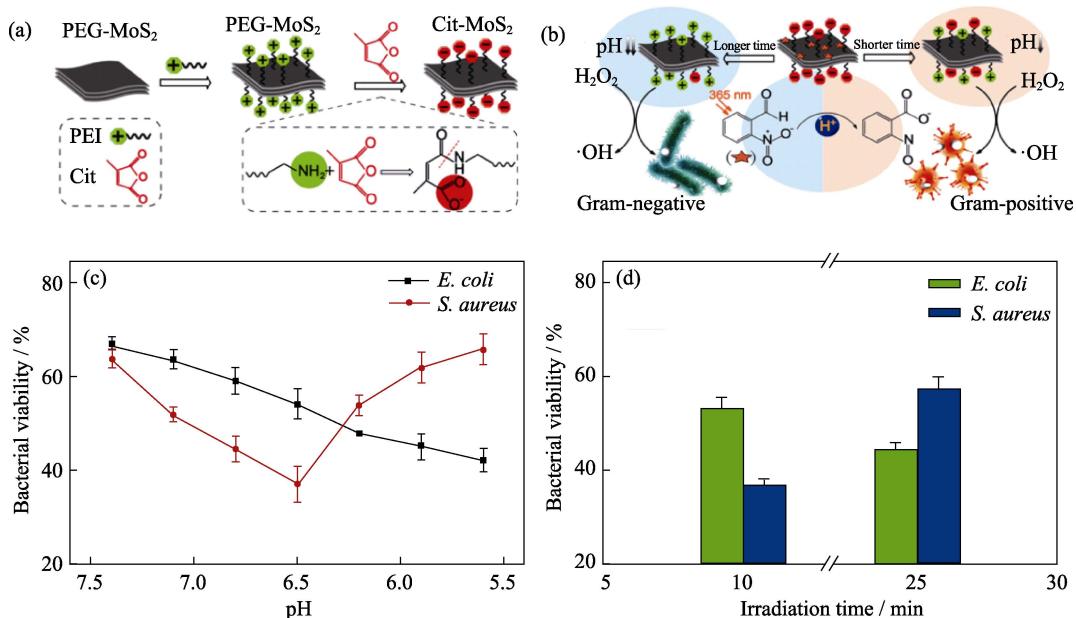 (a)
PEG-MoS₂
PEG-MoS₂
Cit-MoS₂
PEI
Cit
NH₂+
O
O
O
O
O
O
O
O
O
O
N
H
O
O⁻
(b)
pH
Longer time
Shorter time
pH
H₂O₂
H₂O₂
365 nm
O
H
N
O⁻
O
H⁺
O
O⁻
N
O
·OH
·OH
Gram-negative
Gram-positive
(c)
E. coli
S. aureus
Bacterial viability / %
80
60
40
20
7.5 7.0 6.5 6.0 5.5
pH
(d)
E. coli
S. aureus
Bacterial viability / %
80
60
40
20
5 10 25 30
Irradiation time / min